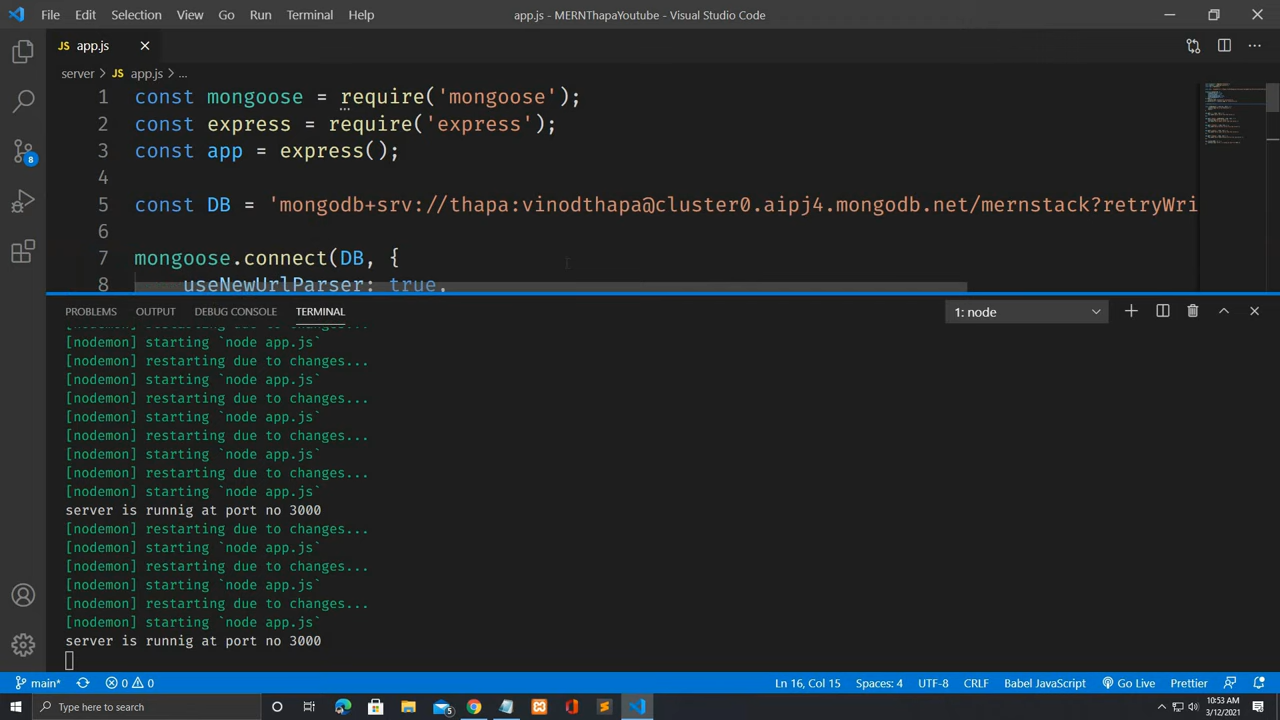 File Edit Selection View Go Run Terminal Help app.js - MERNThapaYoutube - Visual Studio Code
JS app.js
server > JS app.js > ...
1 const mongoose = require('mongoose');
2 const express = require('express');
3 const app = express();
4
5 const DB = 'mongodb+srv://thapa:vinodthapa@cluster0.aipj4.mongodb.net/mernstack?retryWri
6
7 mongoose.connect(DB, {
8 useNewUrlParser: true,
PROBLEMS OUTPUT DEBUG CONSOLE TERMINAL 1: node
[nodemon] starting `node app.js`
[nodemon] restarting due to changes...
[nodemon] starting `node app.js`
[nodemon] restarting due to changes...
[nodemon] starting `node app.js`
[nodemon] restarting due to changes...
[nodemon] starting `node app.js`
[nodemon] restarting due to changes...
[nodemon] starting `node app.js`
server is runnig at port no 3000
[nodemon] restarting due to changes...
[nodemon] starting `node app.js`
[nodemon] restarting due to changes...
[nodemon] starting `node app.js`
[nodemon] restarting due to changes...
[nodemon] starting `node app.js`
server is runnig at port no 3000
main* 0 0 Ln 16, Col 15 Spaces: 4 UTF-8 CRLF Babel JavaScript Go Live Prettier
Type here to search 10:53 AM
3/12/2021